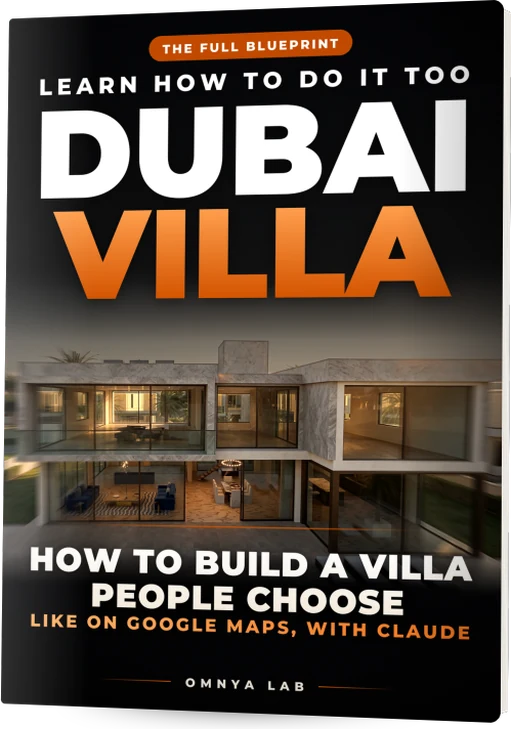 THE FULL BLUEPRINT
LEARN HOW TO DO IT TOO
DUBAI
VILLA
HOW TO BUILD A VILLA
PEOPLE CHOOSE
LIKE ON GOOGLE MAPS, WITH CLAUDE
OMNYA LAB